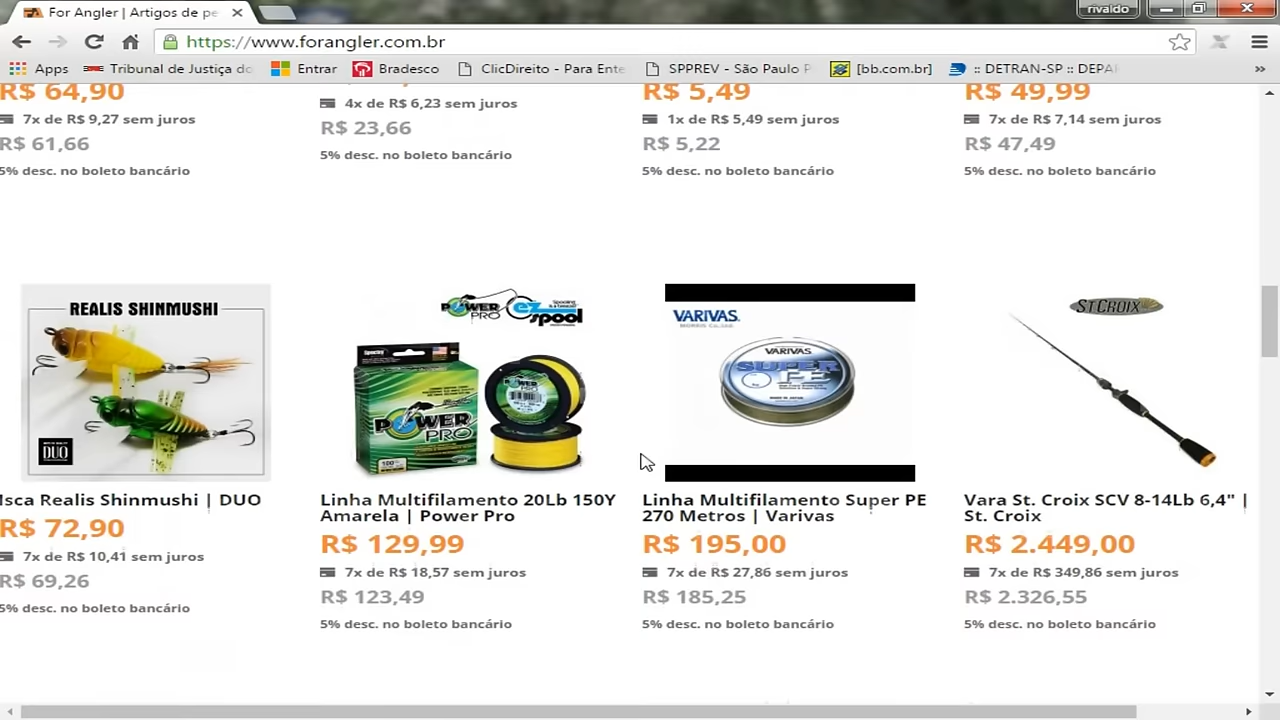 For Angler | Artigos de pe
rivaldo
https://www.forangler.com.br
Apps
Tribunal de Justiça do
Entrar
Bradesco
ClicDireito - Para Ente
SPPREV - São Paulo P
[bb.com.br]
:: DETRAN-SP :: DEPA
»
R$ 64,90
7x de R$ 9,27 sem juros
R$ 61,66
5% desc. no boleto bancário
4x de R$ 6,23 sem juros
R$ 23,66
5% desc. no boleto bancário
R$ 5,49
1x de R$ 5,49 sem juros
R$ 5,22
5% desc. no boleto bancário
R$ 49,99
7x de R$ 7,14 sem juros
R$ 47,49
5% desc. no boleto bancário
REALIS SHINMUSHI
DUO
Isca Realis Shinmushi | DUO
R$ 72,90
7x de R$ 10,41 sem juros
R$ 69,26
5% desc. no boleto bancário
POWER PRO
ez spool
POWER
PRO
Linha Multifilamento 20Lb 150Y
Amarela | Power Pro
R$ 129,99
7x de R$ 18,57 sem juros
R$ 123,49
5% desc. no boleto bancário
VARIVAS.
MORRIS Co.,Ltd.
VARIVAS
SUPER
PE
Linha Multifilamento Super PE
270 Metros | Varivas
R$ 195,00
7x de R$ 27,86 sem juros
R$ 185,25
5% desc. no boleto bancário
ST.CROIX
Vara St. Croix SCV 8-14Lb 6,4" |
St. Croix
R$ 2.449,00
7x de R$ 349,86 sem juros
R$ 2.326,55
5% desc. no boleto bancário